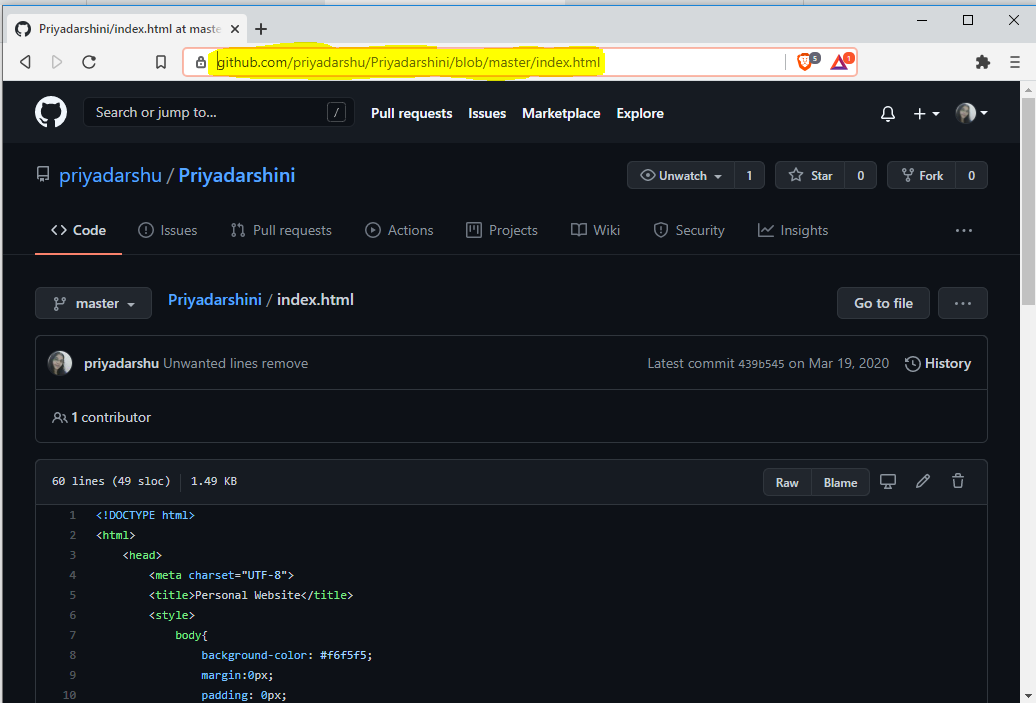 Priyadarshini/index.html at maste
github.com/priyadarshu/Priyadarshini/blob/master/index.html
5
1
Search or jump to...
/
Pull requests Issues Marketplace Explore
priyadarshu / Priyadarshini
Unwatch 1 Star 0 Fork 0
Code Issues Pull requests Actions Projects Wiki Security Insights
master Priyadarshini / index.html Go to file
priyadarshu Unwanted lines remove Latest commit 439b545 on Mar 19, 2020 History
1 contributor
60 lines (49 sloc) 1.49 KB Raw Blame
1 <!DOCTYPE html>
2 <html>
3 <head>
4 <meta charset="UTF-8">
5 <title>Personal Website</title>
6 <style>
7 body{
8 background-color: #f6f5f5;
9 margin:0px;
10 padding: 0px;